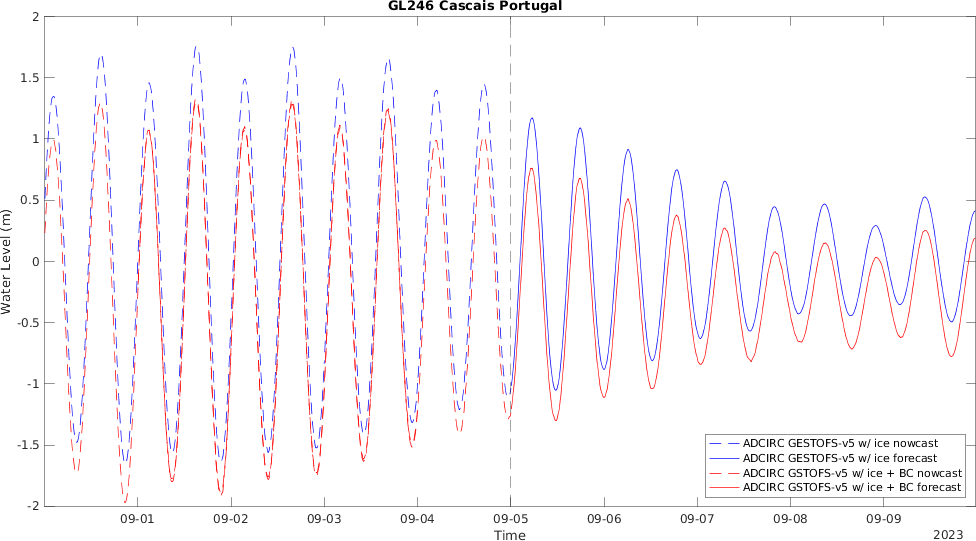 GL246 Cascais Portugal
2
1.5
1
0.5
0
-0.5
-1
-1.5
-2
Water Level (m)
09-01 09-02 09-03 09-04 09-05 09-06 09-07 09-08 09-09
Time
2023
ADCIRC GESTOFS-v5 w/ ice nowcast
ADCIRC GESTOFS-v5 w/ ice forecast
ADCIRC GSTOFS-v5 w/ ice + BC nowcast
ADCIRC GSTOFS-v5 w/ ice + BC forecast